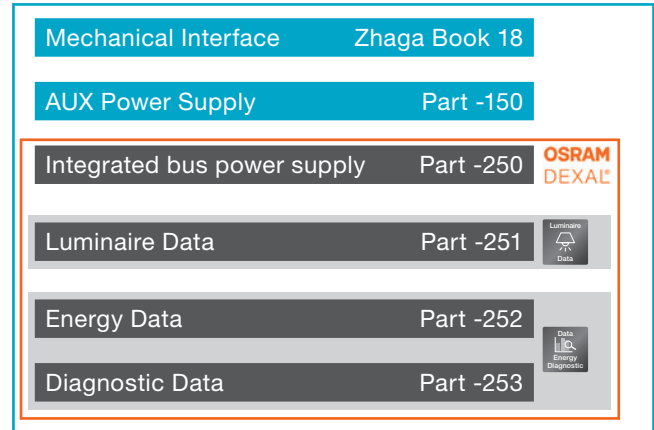 Mechanical Interface Zhaga Book 18
AUX Power Supply Part -150
Integrated bus power supply Part -250
OSRAM
DEXAL®
Luminaire Data Part -251
Luminaire
Data
Energy Data Part -252
Data
Energy
Diagnostic
Diagnostic Data Part -253